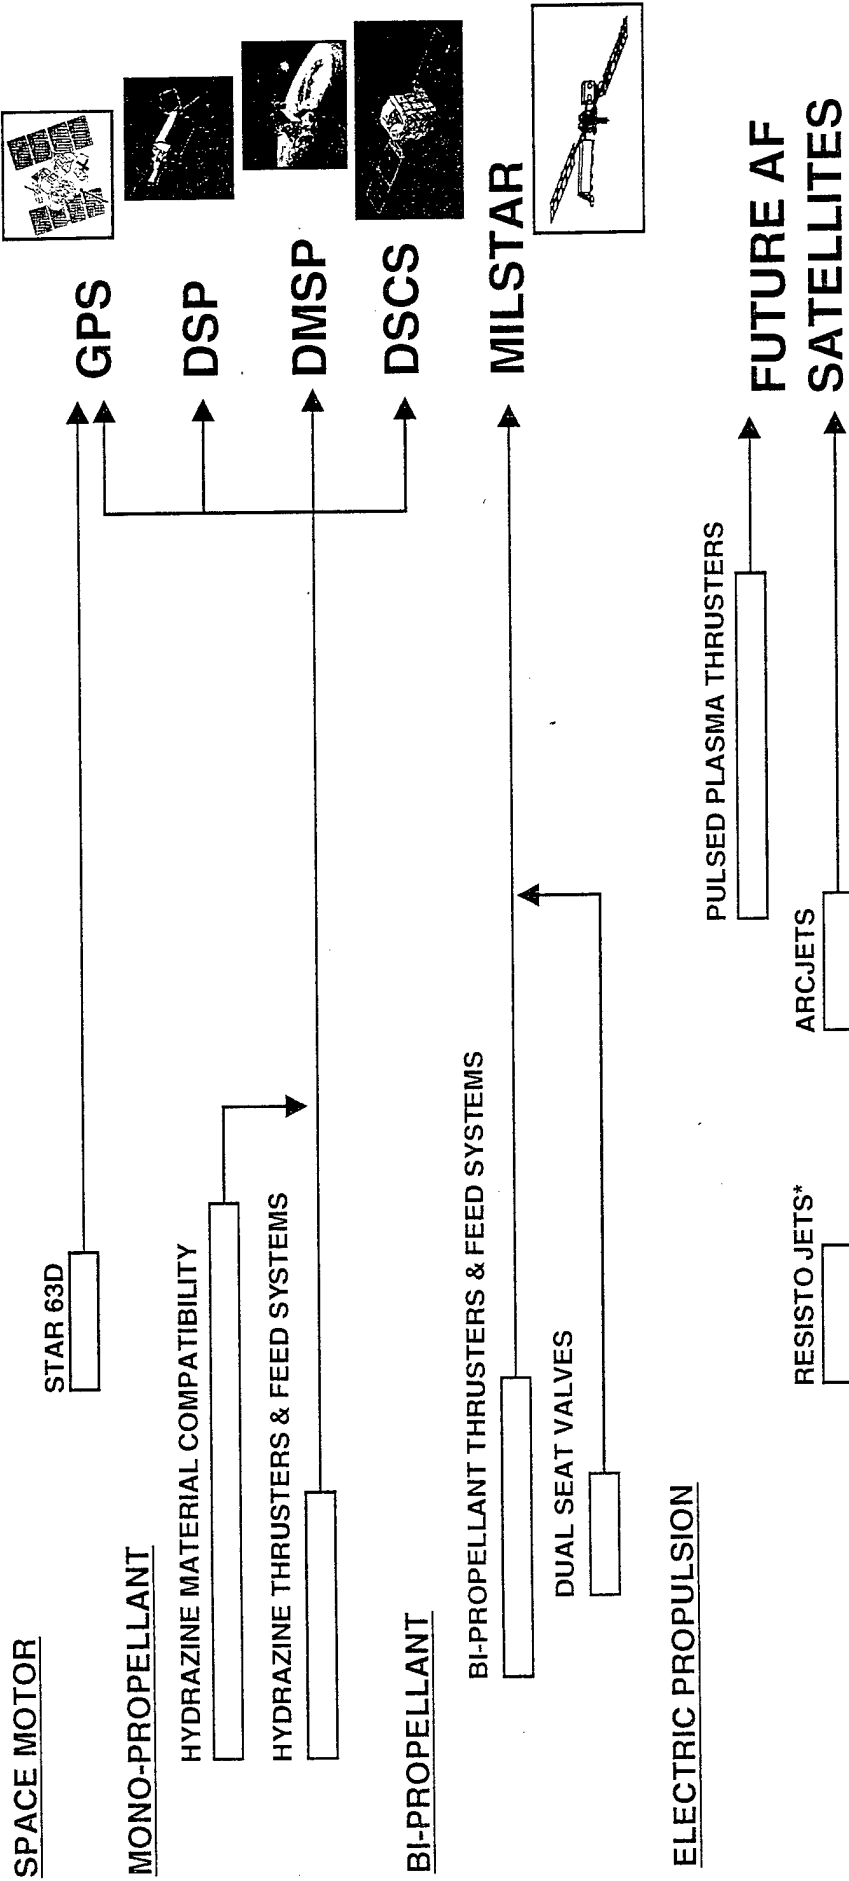 SPACE MOTOR
STAR 63D
GPS
MONO-PROPELLANT
HYDRAZINE MATERIAL COMPATIBILITY
DSP
HYDRAZINE THRUSTERS & FEED SYSTEMS
DMSP
DSCS
BI-PROPELLANT
BI-PROPELLANT THRUSTERS & FEED SYSTEMS
MILSTAR
DUAL SEAT VALVES
ELECTRIC PROPULSION
PULSED PLASMA THRUSTERS
FUTURE AF
SATELLITES
RESISTO JETS*
ARCJETS